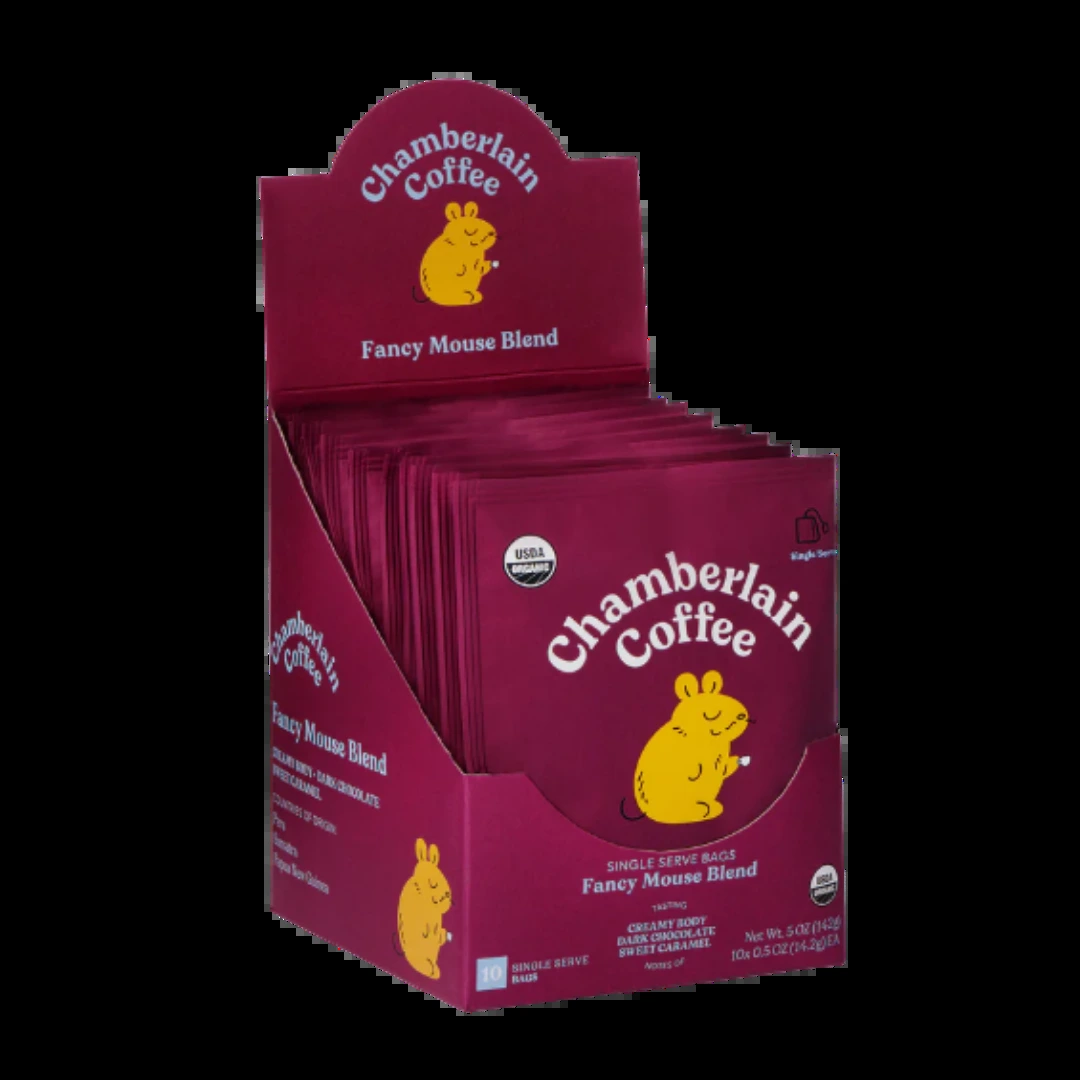 Chamberlain
Coffee
Fancy Mouse Blend
USDA
ORGANIC
Single Serve
Chamberlain
Coffee
Chamberlain
Coffee
Fancy Mouse Blend
CREAMY BODY • DARK CHOCOLATE
SWEET CARAMEL
COUNTRIES OF ORIGIN
Peru
Sumatra
Papua New Guinea
SINGLE SERVE BAGS
Fancy Mouse Blend
TASTING
CREAMY BODY
DARK CHOCOLATE
SWEET CARAMEL
NOTES OF
USDA
ORGANIC
Net Wt. 5 OZ (142g)
10x 0.5 OZ (14.2g) EA
10 SINGLE SERVE
BAGS